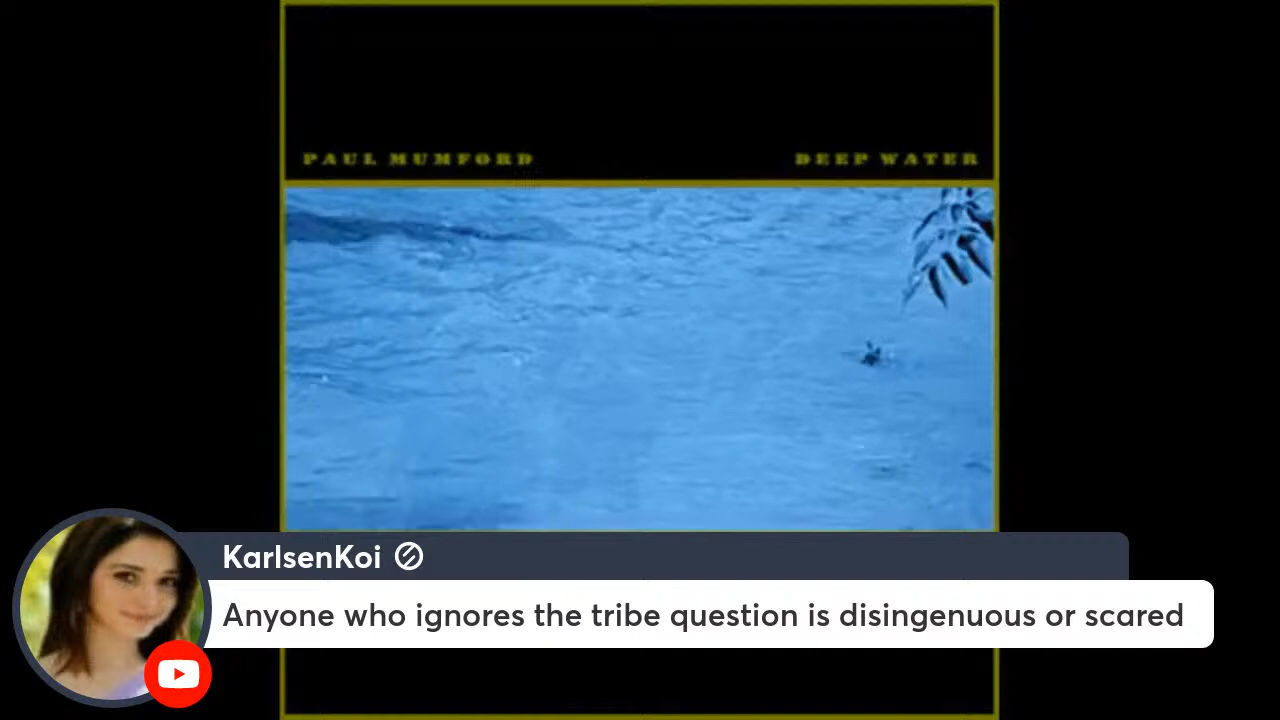 PAUL MUMFORD DEEP WATER
KarlsenKoi
Anyone who ignores the tribe question is disingenuous or scared